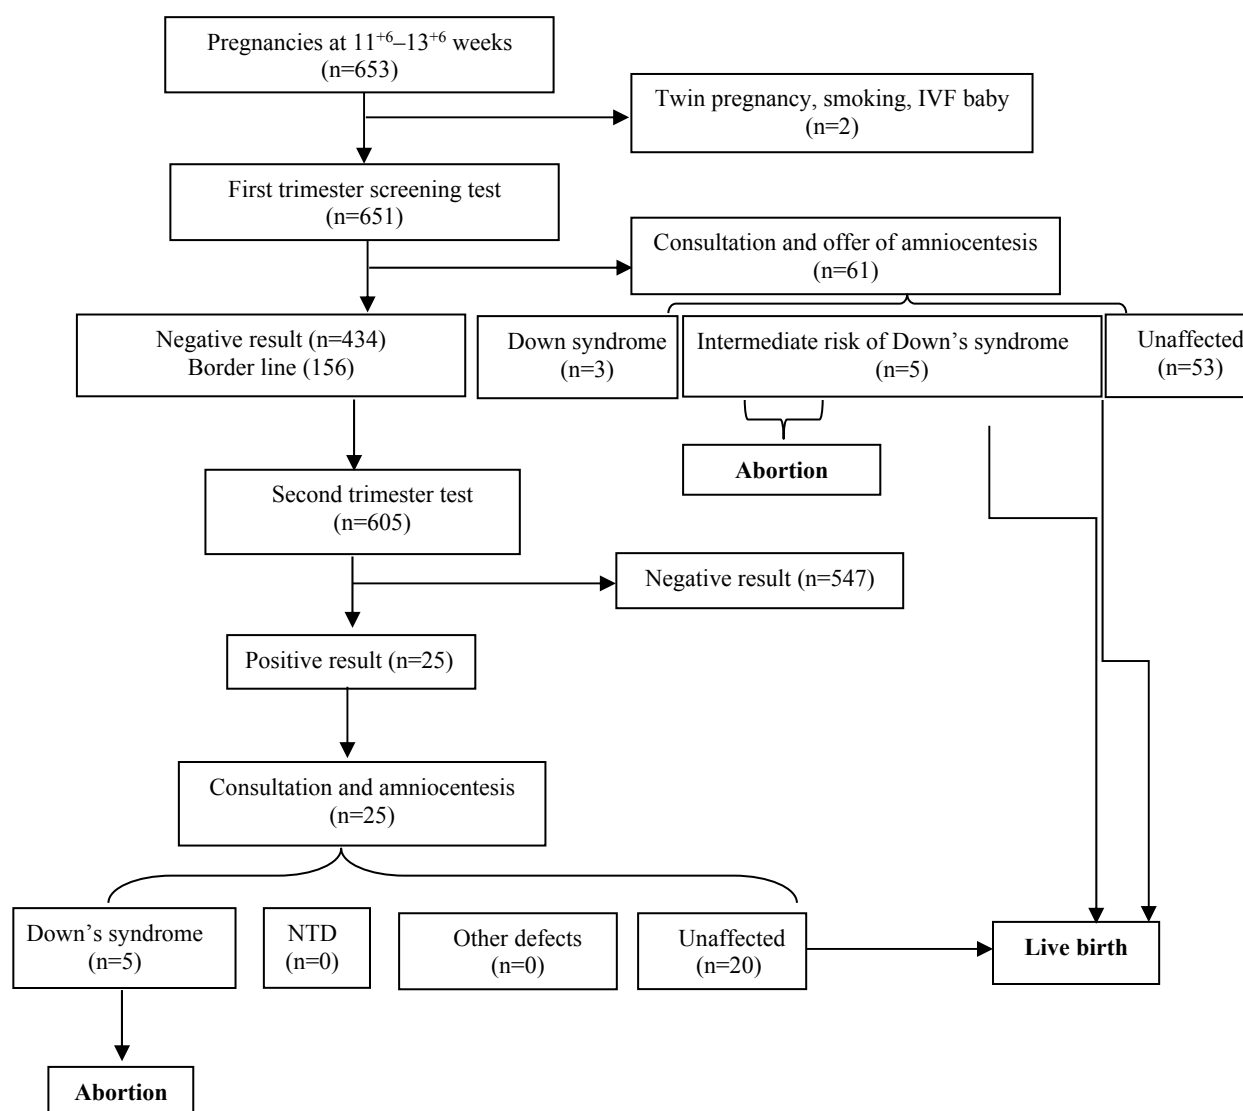 Pregnancies at 11⁺⁶–13⁺⁶ weeks
(n=653)
Twin pregnancy, smoking, IVF baby
(n=2)
First trimester screening test
(n=651)
Consultation and offer of amniocentesis
(n=61)
Negative result (n=434)
Border line (156)
Down syndrome
(n=3)
Intermediate risk of Down’s syndrome
(n=5)
Unaffected
(n=53)
Abortion
Second trimester test
(n=605)
Negative result (n=547)
Positive result (n=25)
Consultation and amniocentesis
(n=25)
Down’s syndrome
(n=5)
NTD
(n=0)
Other defects
(n=0)
Unaffected
(n=20)
Live birth
Abortion